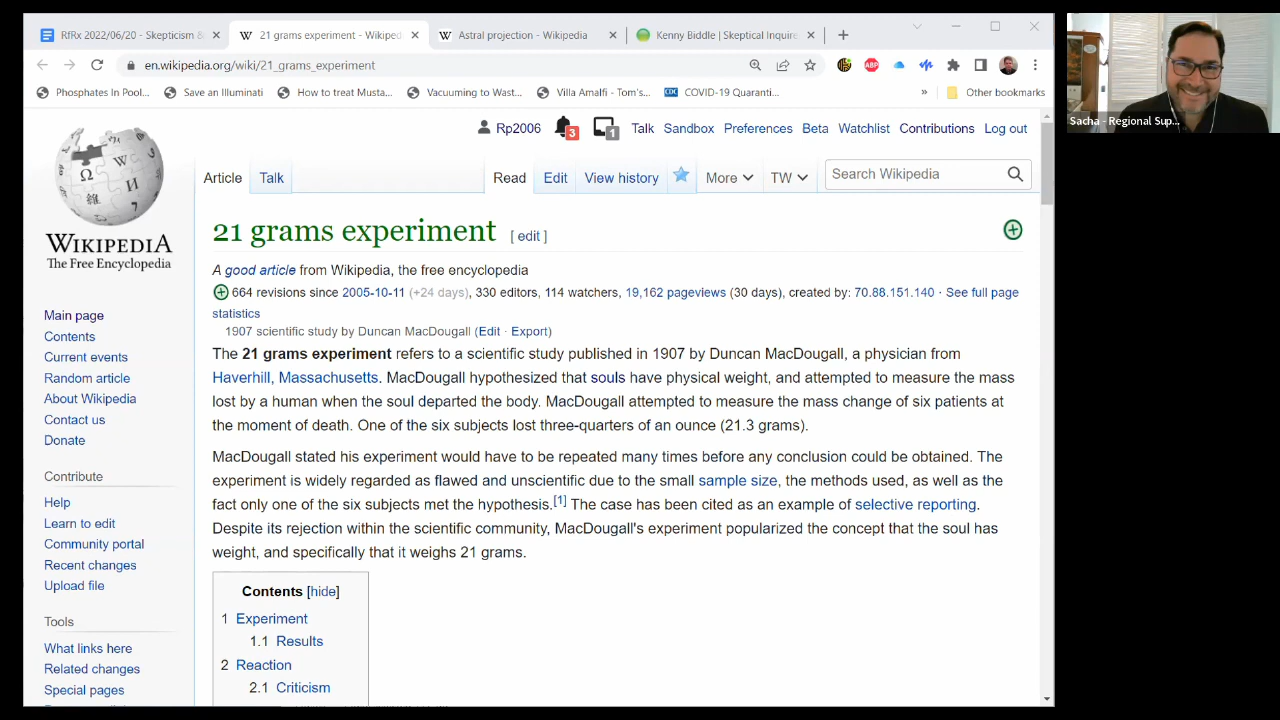 RfRx 2022/06/20 - Skepticism &
21 grams experiment - Wikiped
Astral projection - Wikipedia
Kenny Biddle | Skeptical Inquire
en.wikipedia.org/wiki/21_grams_experiment
ABP
Phosphates In Pool...
Save an Illuminati
How to treat Musta...
Vacuuming to Wast...
Villa Amalfi - Tom's...
CDC COVID-19 Quaranti...
»
Other bookmarks
Sacha - Regional Sup...
Rp2006
3
1
Talk
Sandbox
Preferences
Beta
Watchlist
Contributions
Log out
Article
Talk
Read
Edit
View history
More
TW
Search Wikipedia
WIKIPEDIA
The Free Encyclopedia
21 grams experiment [ edit ]
A good article from Wikipedia, the free encyclopedia
664 revisions since 2005-10-11 (+24 days), 330 editors, 114 watchers, 19,162 pageviews (30 days), created by: 70.88.151.140 · See full page
statistics
1907 scientific study by Duncan MacDougall (Edit · Export)
The 21 grams experiment refers to a scientific study published in 1907 by Duncan MacDougall, a physician from
Haverhill, Massachusetts. MacDougall hypothesized that souls have physical weight, and attempted to measure the mass
lost by a human when the soul departed the body. MacDougall attempted to measure the mass change of six patients at
the moment of death. One of the six subjects lost three-quarters of an ounce (21.3 grams).
MacDougall stated his experiment would have to be repeated many times before any conclusion could be obtained. The
experiment is widely regarded as flawed and unscientific due to the small sample size, the methods used, as well as the
fact only one of the six subjects met the hypothesis.[1] The case has been cited as an example of selective reporting.
Despite its rejection within the scientific community, MacDougall's experiment popularized the concept that the soul has
weight, and specifically that it weighs 21 grams.
Contents [hide]
1 Experiment
1.1 Results
2 Reaction
2.1 Criticism
Main page
Contents
Current events
Random article
About Wikipedia
Contact us
Donate
Contribute
Help
Learn to edit
Community portal
Recent changes
Upload file
Tools
What links here
Related changes
Special pages